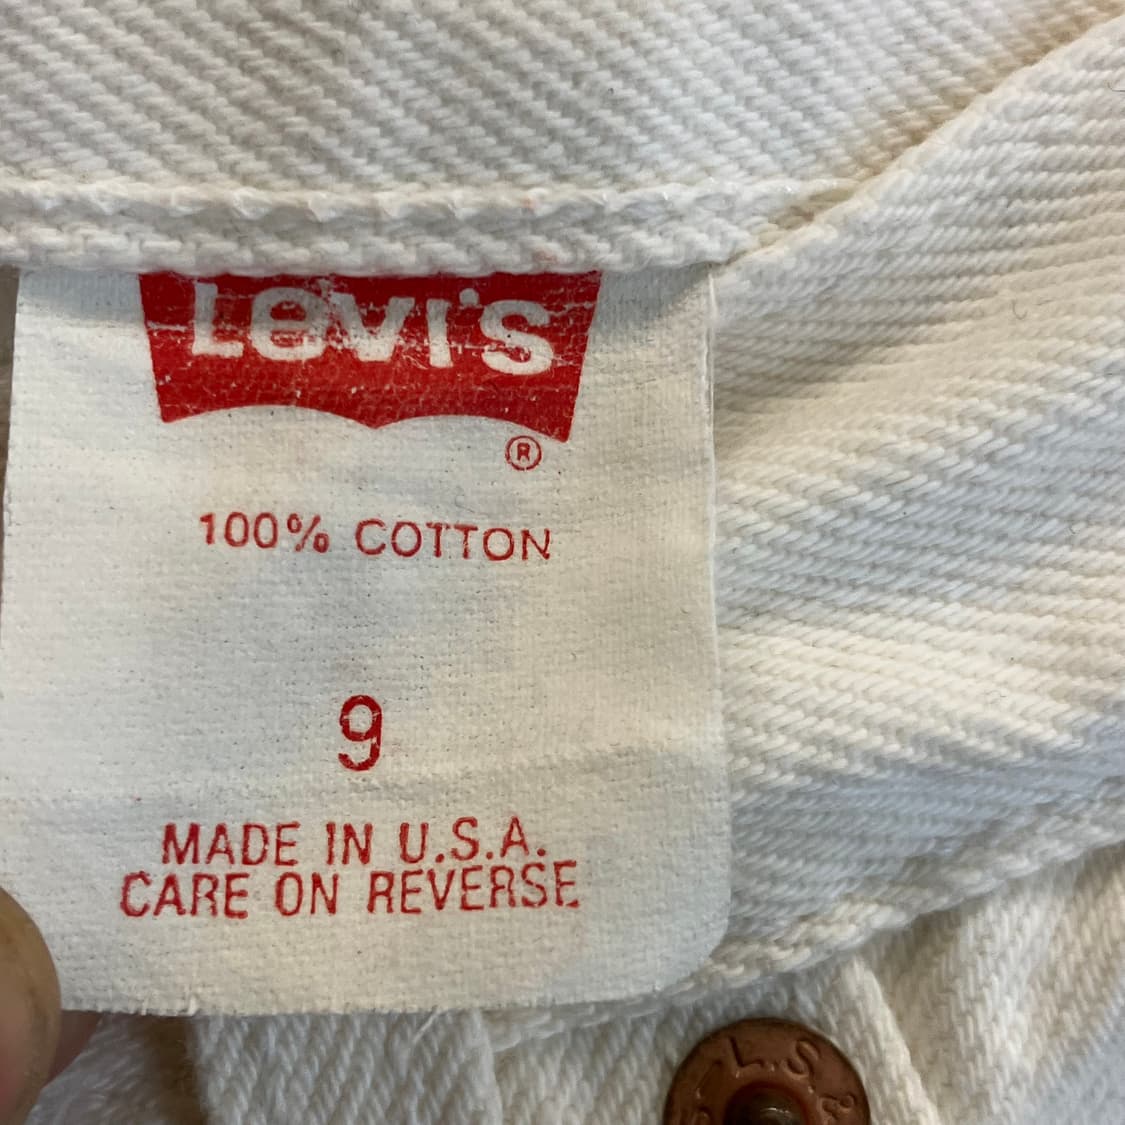 Levi's
®
100% COTTON
9
MADE IN U.S.A.
CARE ON REVERSE
L.S.&